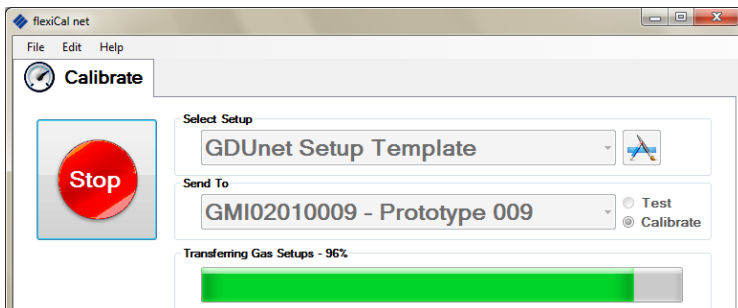 flexiCal net
File Edit Help
Calibrate
Select Setup
GDUnet Setup Template
Stop
Send To
GMI02010009 - Prototype 009
Test
Calibrate
Transferring Gas Setups - 96%